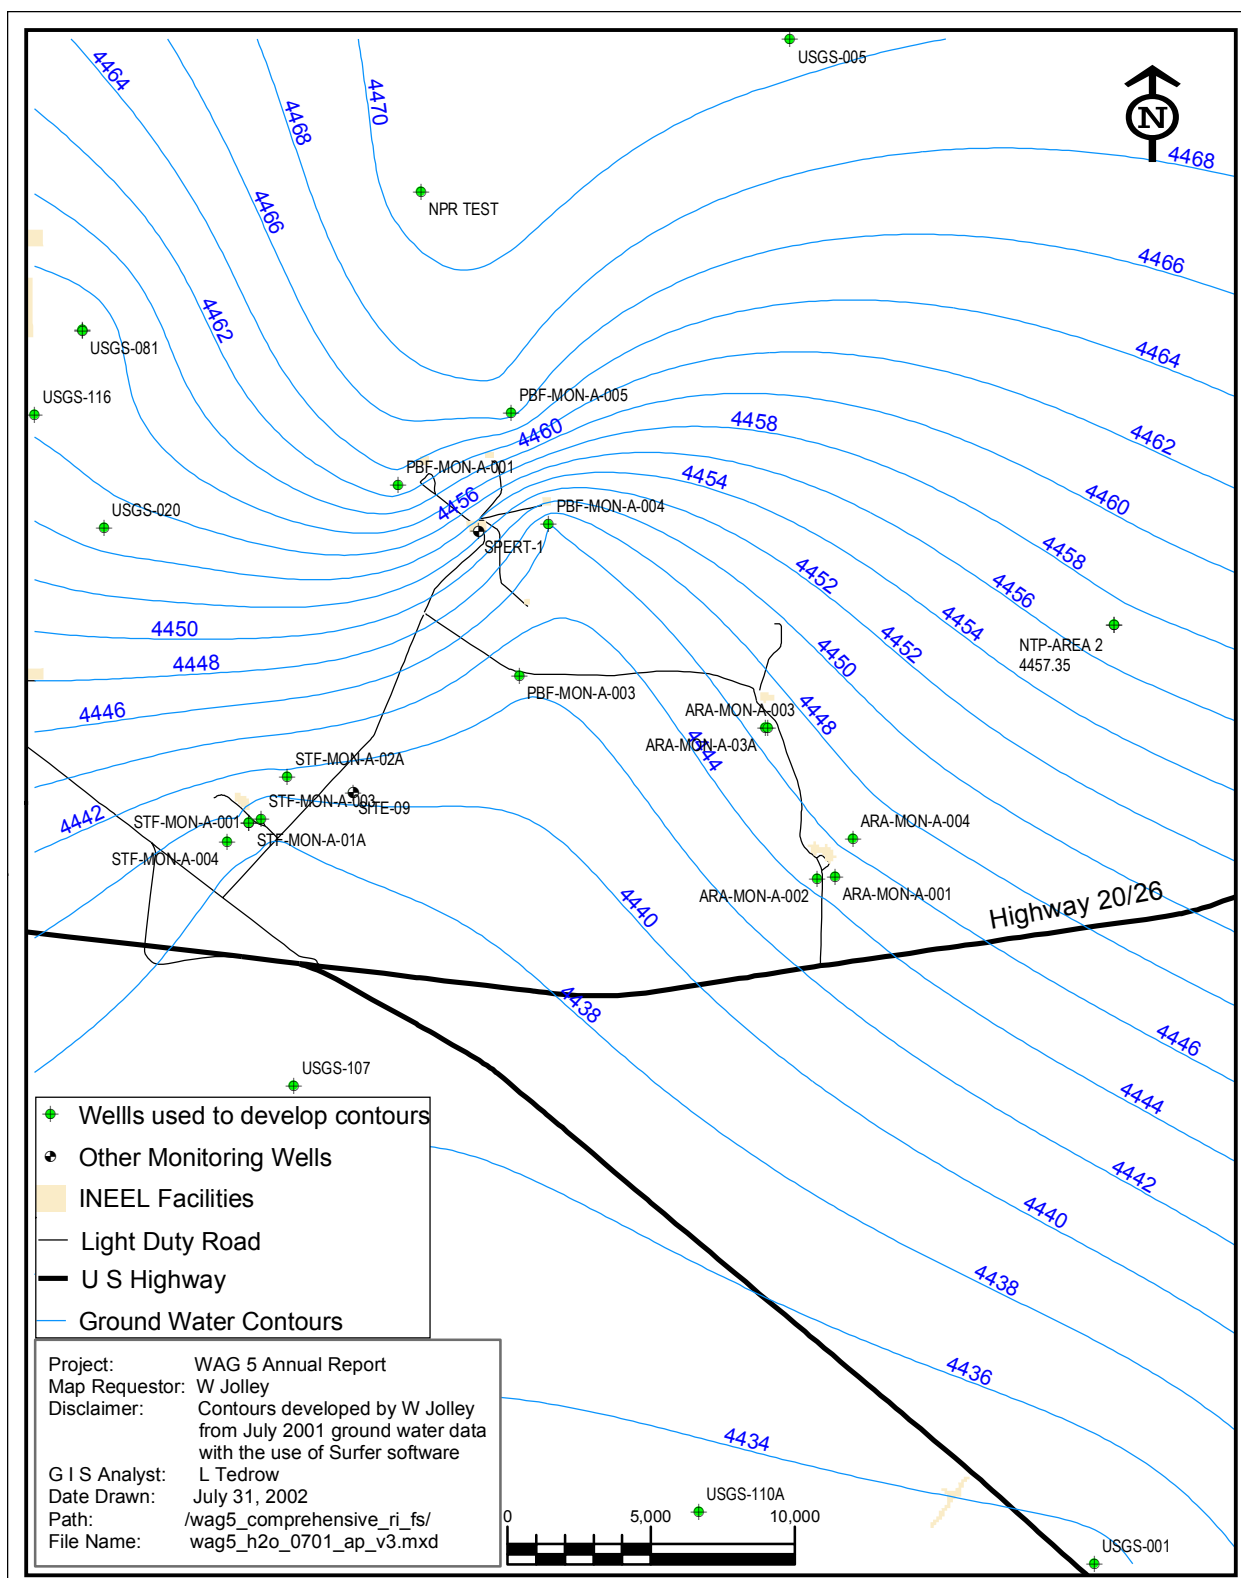 USGS-005
N
4464
4470
4468
4468
NPR TEST
4466
4466
4462
USGS-081
4464
USGS-116
PBF-MON-A-005
4460
4458
4462
PBF-MON-A-001
4454
4456
4460
USGS-020
PBF-MON-A-004
SPERT-1
4458
4452
4456
4450
4454
4452
NTP-AREA 2
4457.35
4448
4450
4446
PBF-MON-A-003
ARA-MON-A-003
4448
ARA-MON-A-03A
4444
STF-MON-A-02A
4442
STF-MON-A-003
SITE-09
STF-MON-A-001
STF-MON-A-01A
STF-MON-A-004
ARA-MON-A-004
ARA-MON-A-002
ARA-MON-A-001
4440
Highway 20/26
4438
4446
USGS-107
4444
Wellls used to develop contours
Other Monitoring Wells
INEEL Facilities
Light Duty Road
U S Highway
Ground Water Contours
4442
4440
4438
4436
Project: WAG 5 Annual Report
Map Requestor: W Jolley
Disclaimer: Contours developed by W Jolley
from July 2001 ground water data
with the use of Surfer software
G I S Analyst: L Tedrow
Date Drawn: July 31, 2002
Path: /wag5_comprehensive_ri_fs/
File Name: wag5_h2o_0701_ap_v3.mxd
4434
USGS-110A
0 5,000 10,000
USGS-001